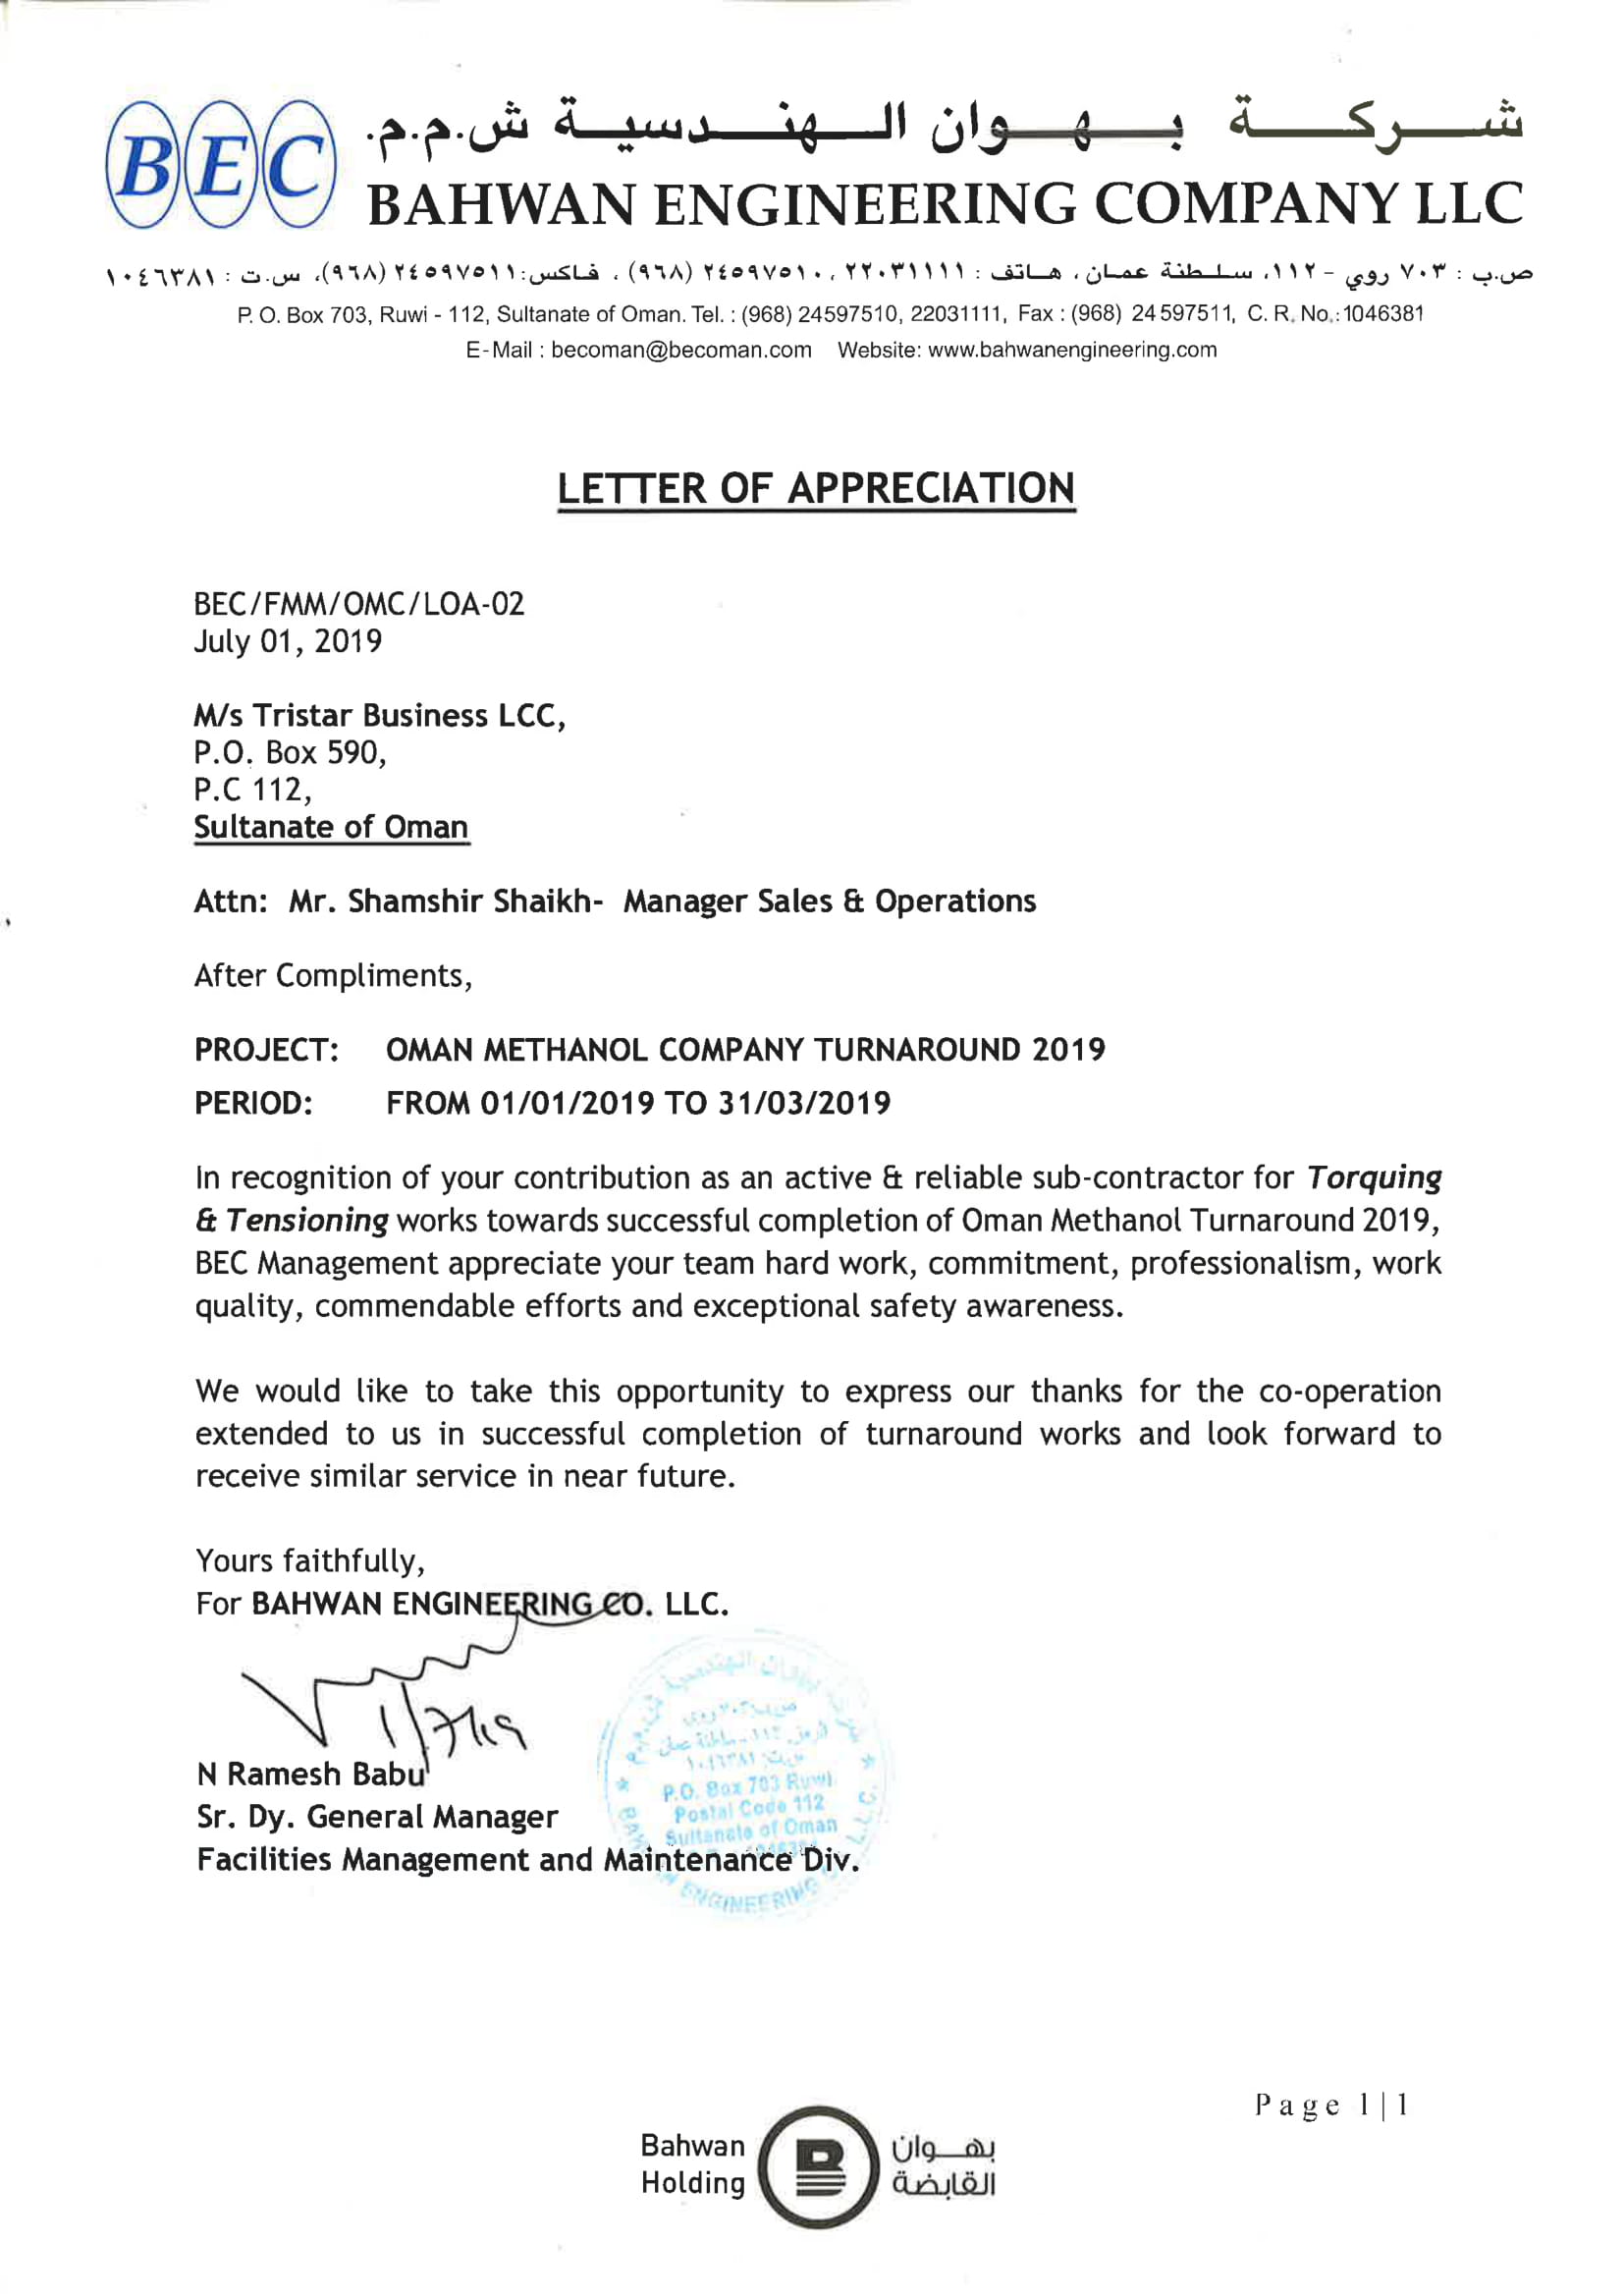 BEC
شركة بهوان الهندسية ش.م.م.
BAHWAN ENGINEERING COMPANY LLC
ص.ب : ٧٠٣ روي - ١١٢، سلطنة عمان ، هاتف : ٢٢٠٣١١١١ ، ٢٤٥٩٧٥١٠ (٩٦٨) ، فاكس:٢٤٥٩٧٥١١ (٩٦٨)، س.ت : ١٠٤٦٣٨١
P. O. Box 703, Ruwi - 112, Sultanate of Oman. Tel. : (968) 24597510, 22031111, Fax : (968) 24597511, C. R. No.:1046381
E-Mail : becoman@becoman.com Website: www.bahwanengineering.com
LETTER OF APPRECIATION
BEC/FMM/OMC/LOA-02
July 01, 2019
M/s Tristar Business LCC,
P.O. Box 590,
P.C 112,
Sultanate of Oman
Attn: Mr. Shamshir Shaikh- Manager Sales & Operations
After Compliments,
PROJECT: OMAN METHANOL COMPANY TURNAROUND 2019
PERIOD: FROM 01/01/2019 TO 31/03/2019
In recognition of your contribution as an active & reliable sub-contractor for Torquing
& Tensioning works towards successful completion of Oman Methanol Turnaround 2019,
BEC Management appreciate your team hard work, commitment, professionalism, work
quality, commendable efforts and exceptional safety awareness.
We would like to take this opportunity to express our thanks for the co-operation
extended to us in successful completion of turnaround works and look forward to
receive similar service in near future.
Yours faithfully,
For BAHWAN ENGINEERING CO. LLC.
1/7/19
P.O. Box 703 Ruwi
Postal Code 112
Sultanate of Oman
ENGINEERING
N Ramesh Babu
Sr. Dy. General Manager
Facilities Management and Maintenance Div.
Page 1|1
Bahwan
Holding
بهوان
القابضة